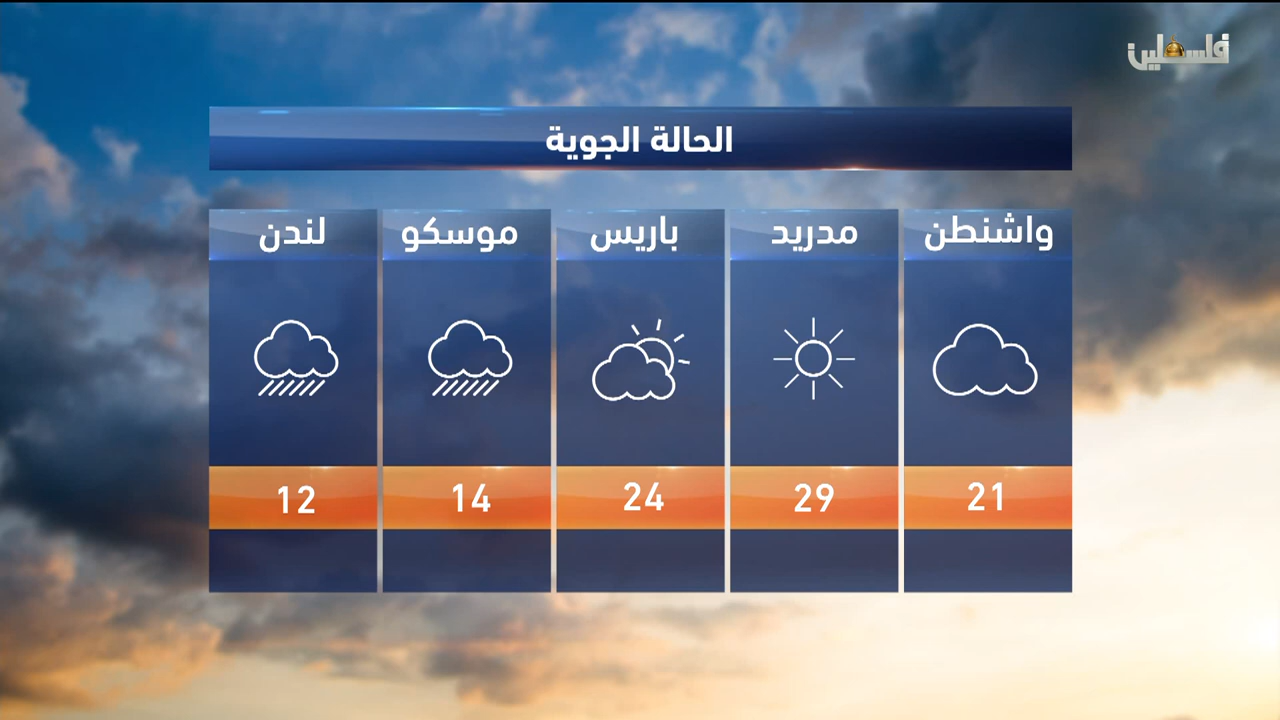 فلسطين
الحالة الجوية
واشنطن
مدريد
باريس
موسكو
لندن
21
29
24
14
12